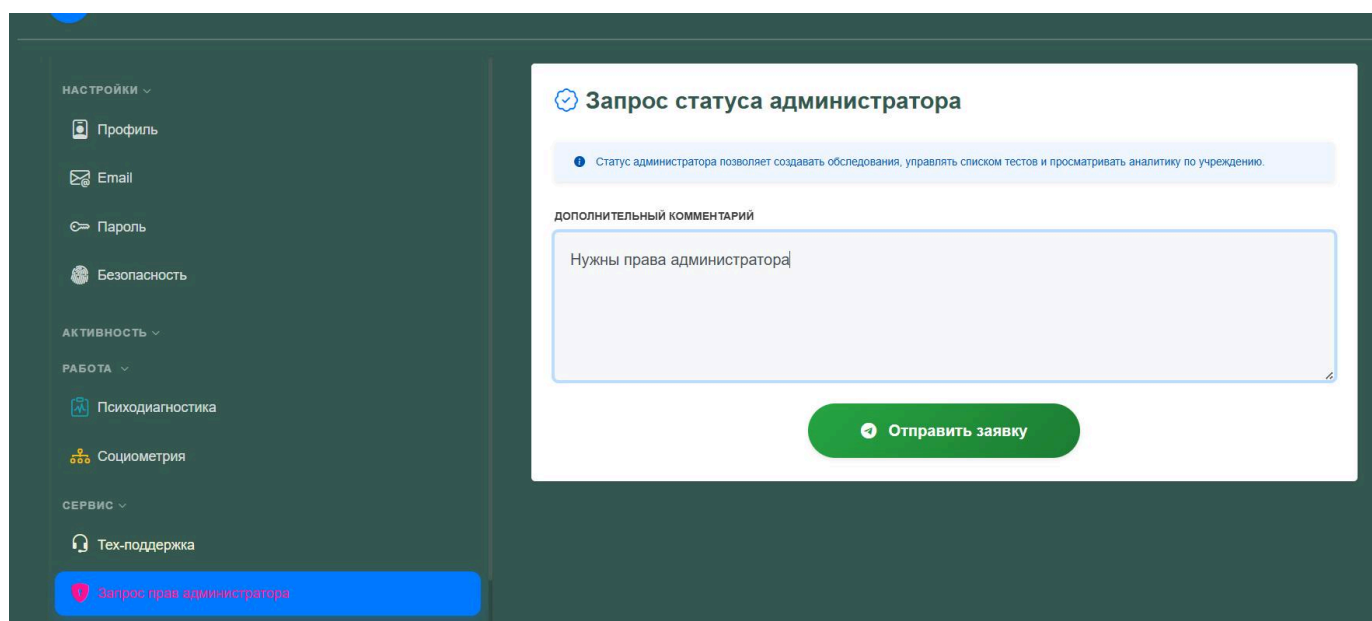 НАСТРОЙКИ
Профиль
Email
Пароль
Безопасность
АКТИВНОСТЬ
РАБОТА
Психодиагностика
Социометрия
СЕРВИС
Тех-поддержка
Запрос прав администратора
Запрос статуса администратора
Статус администратора позволяет создавать обследования, управлять списком тестов и просматривать аналитику по учреждению.
ДОПОЛНИТЕЛЬНЫЙ КОММЕНТАРИЙ
Нужны права администратора
Отправить заявку